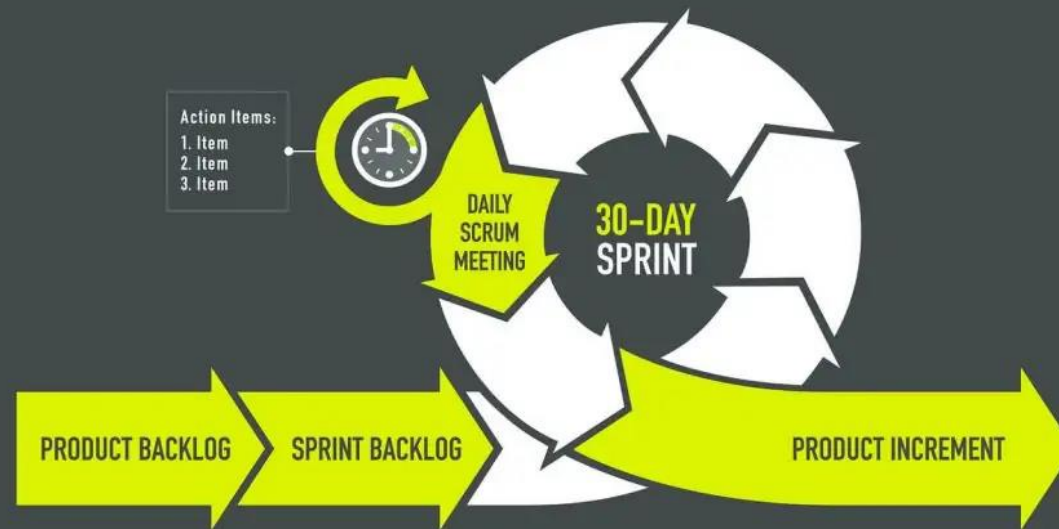 Action Items:
1. Item
2. Item
3. Item
DAILY
SCRUM
MEETING
30-DAY
SPRINT
PRODUCT BACKLOG
SPRINT BACKLOG
PRODUCT INCREMENT